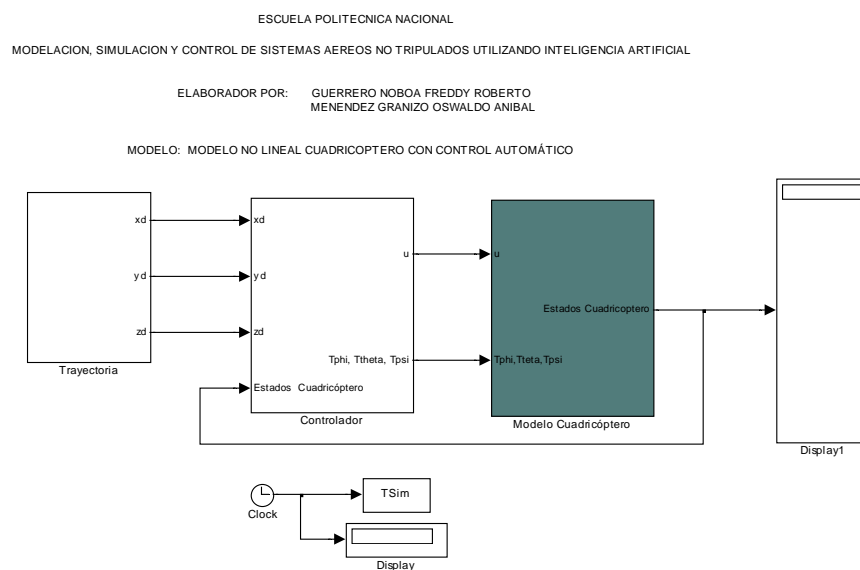 ESCUELA POLITECNICA NACIONAL
MODELACION, SIMULACION Y CONTROL DE SISTEMAS AEREOS NO TRIPULADOS UTILIZANDO INTELIGENCIA ARTIFICIAL
ELABORADOR POR: GUERRERO NOBOA FREDDY ROBERTO
MENENDEZ GRANIZO OSWALDO ANIBAL
MODELO: MODELO NO LINEAL CUADRICOPTERO CON CONTROL AUTOMÁTICO
xd
yd
zd
Trayectoria
xd
yd
zd
Estados Cuadricóptero
u
Tphi, Ttheta, Tpsi
Controlador
u
Tphi,Tteta,Tpsi
Estados Cuadricoptero
Modelo Cuadricóptero
Display1
Clock
TSim
Display